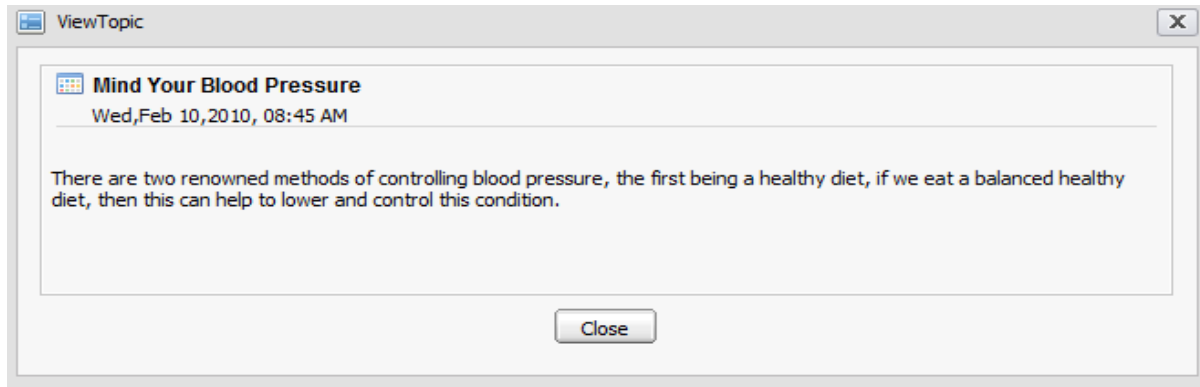 ViewTopic
Mind Your Blood Pressure
Wed,Feb 10,2010, 08:45 AM
There are two renowned methods of controlling blood pressure, the first being a healthy diet, if we eat a balanced healthy
diet, then this can help to lower and control this condition.
Close